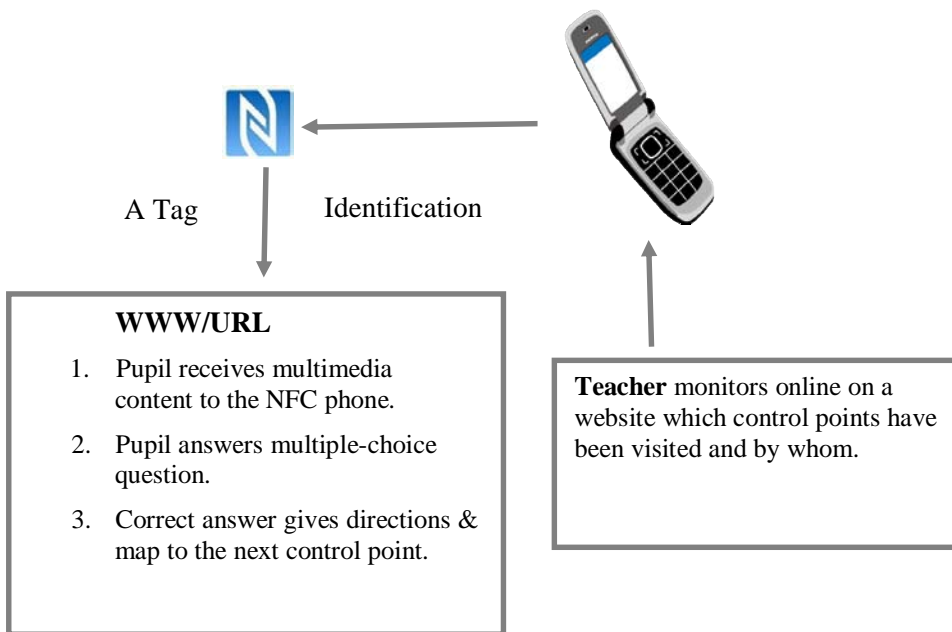 A Tag
Identification
WWW/URL
1. Pupil receives multimedia
content to the NFC phone.
2. Pupil answers multiple-choice
question.
3. Correct answer gives directions &
map to the next control point.
Teacher monitors online on a
website which control points have
been visited and by whom.